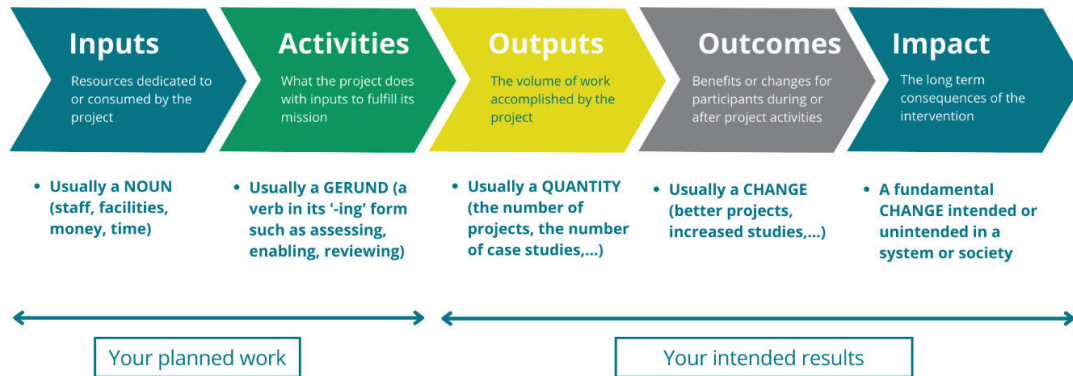 Inputs
Resources dedicated to
or consumed by the
project
Activities
What the project does
with inputs to fulfill its
mission
Outputs
The volume of work
accomplished by the
project
Outcomes
Benefits or changes for
participants during or
after project activities
Impact
The long term
consequences of the
intervention
• Usually a NOUN
(staff, facilities,
money, time)
• Usually a GERUND (a
verb in its '-ing' form
such as assessing,
enabling, reviewing)
• Usually a QUANTITY
(the number of
projects, the number
of case studies,...)
• Usually a CHANGE
(better projects,
increased studies,...)
• A fundamental
CHANGE intended or
unintended in a
system or society
Your planned work
Your intended results